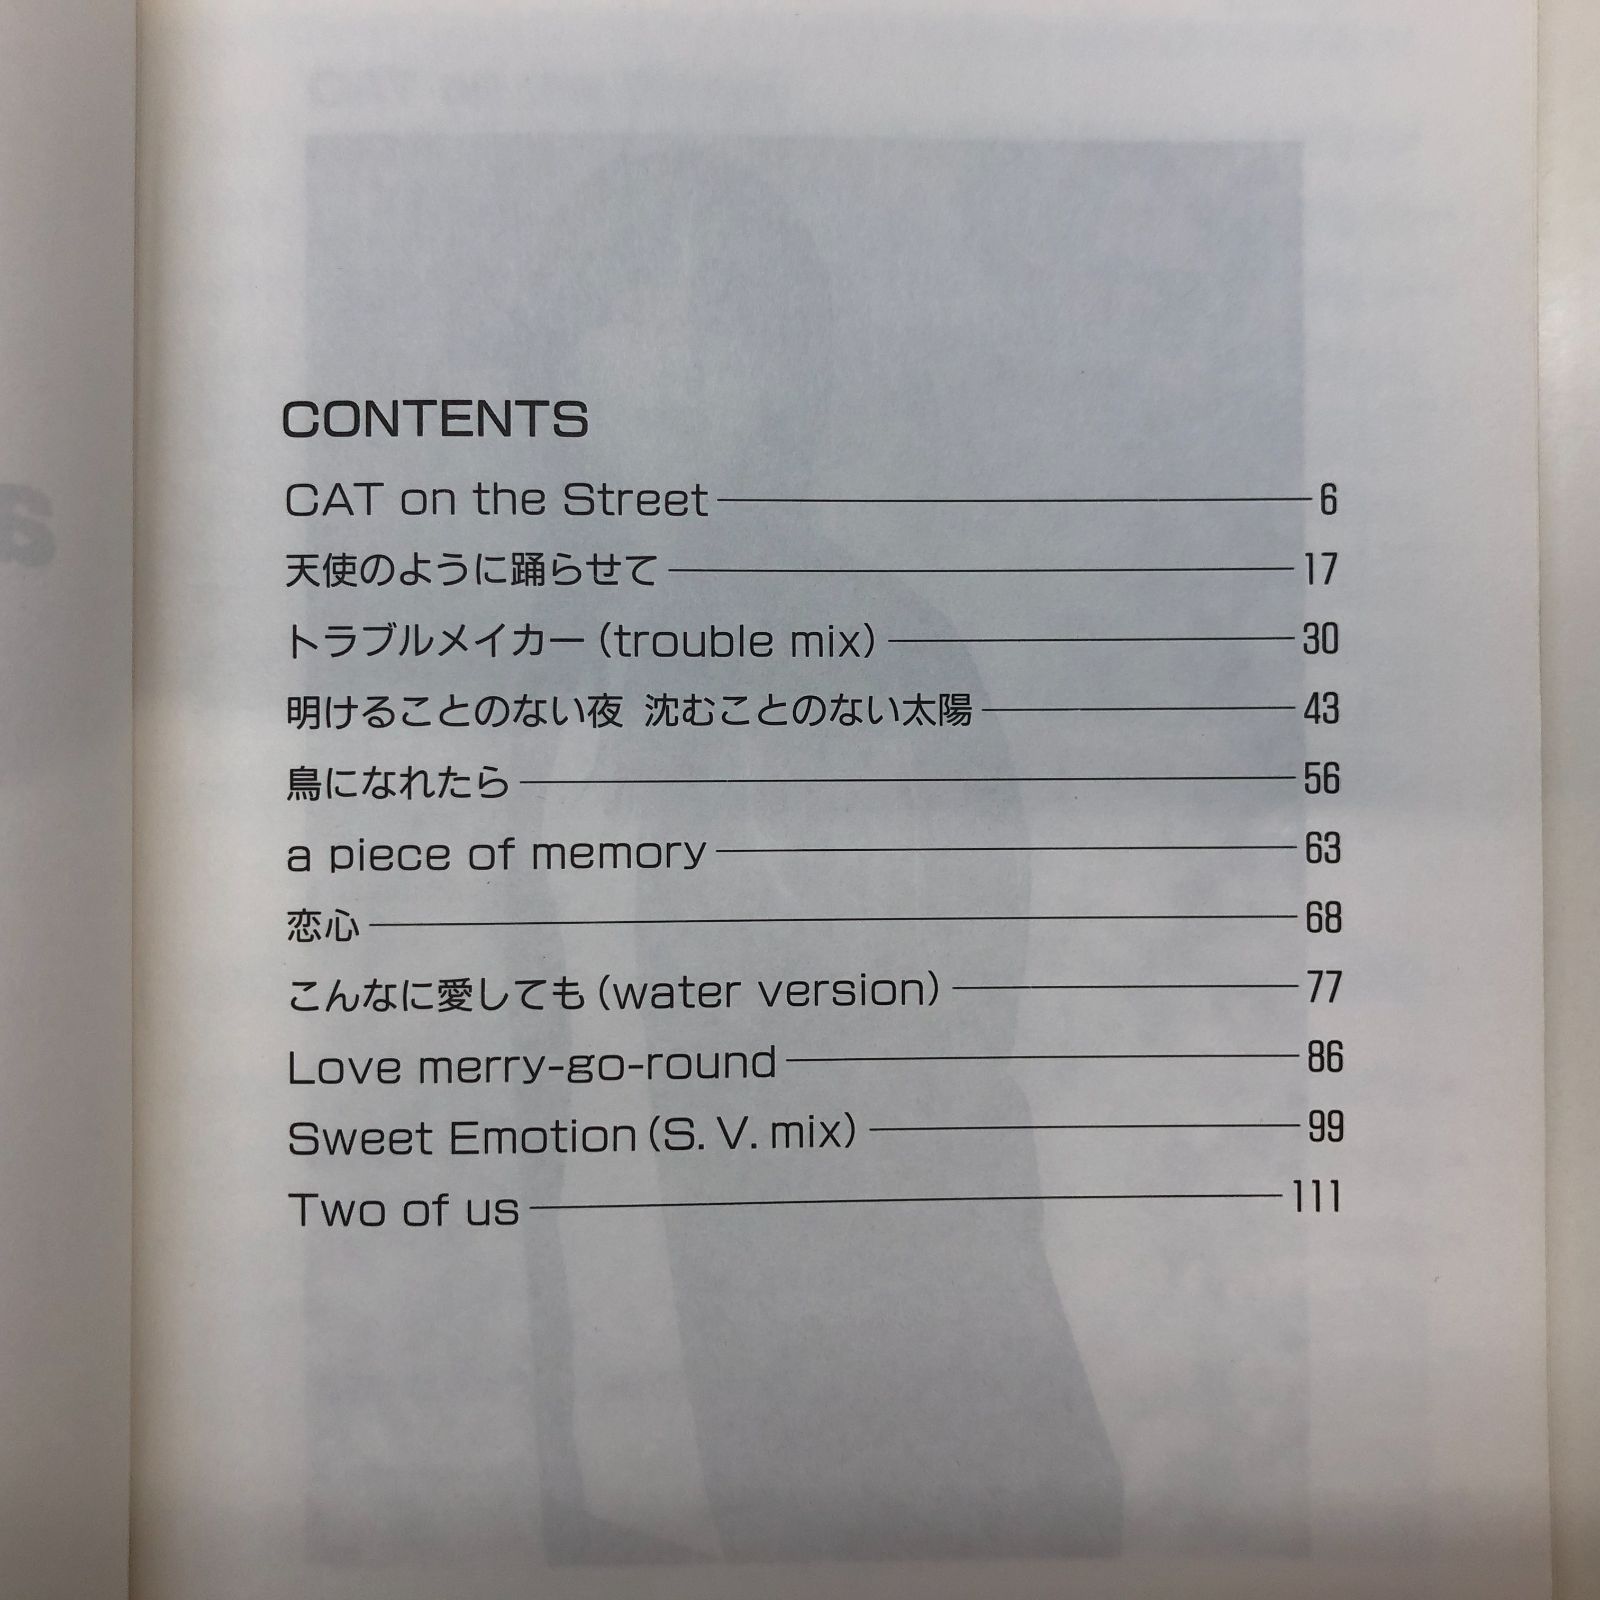 CONTENTS
CAT on the Street 6
天使のように踊らせて 17
トラブルメイカー(trouble mix) 30
明けることのない夜 沈むことのない太陽 43
鳥になれたら 56
a piece of memory 63
恋心 68
こんなに愛しても(water version) 77
Love merry-go-round 86
Sweet Emotion(S. V. mix) 99
Two of us 111